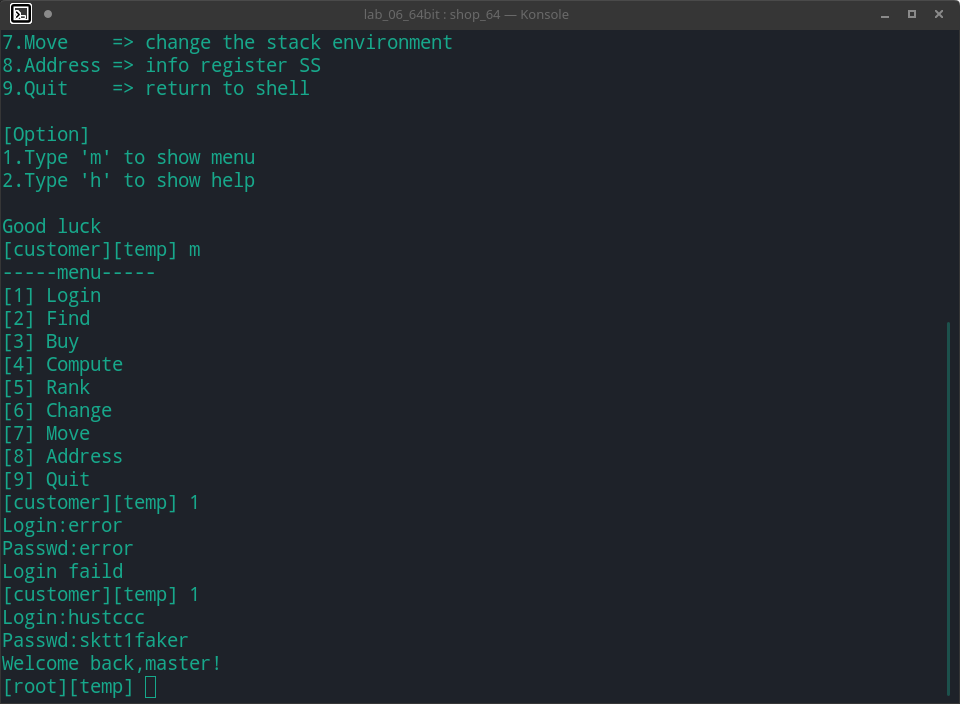 lab_06_64bit : shop_64 — Konsole
7.Move    => change the stack environment
8.Address => info register SS
9.Quit    => return to shell

[Option]
1.Type 'm' to show menu
2.Type 'h' to show help

Good luck
[customer][temp] m
-----menu-----
[1] Login
[2] Find
[3] Buy
[4] Compute
[5] Rank
[6] Change
[7] Move
[8] Address
[9] Quit
[customer][temp] 1
Login:error
Passwd:error
Login faild
[customer][temp] 1
Login:hustccc
Passwd:sktt1faker
Welcome back,master!
[root][temp]